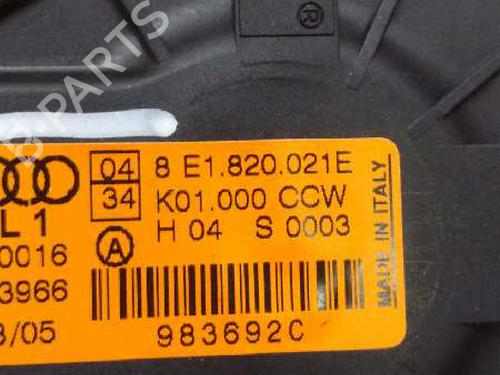 ®
04 8 E1.820.021E
34 K01.000 CCW
L 1
H 04 S 0003
0016
A
3966
3/05
983692C
MADE IN ITALY
B PARTS